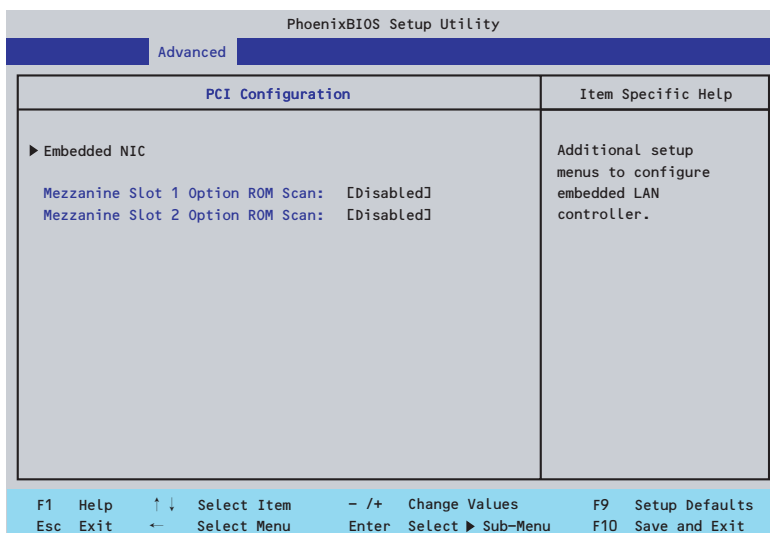 PhoenixBIOS Setup Utility
Advanced
PCI Configuration
Item Specific Help
▶ Embedded NIC
Mezzanine Slot 1 Option ROM Scan: [Disabled]
Mezzanine Slot 2 Option ROM Scan: [Disabled]
Additional setup
menus to configure
embedded LAN
controller.
F1 Help ↑↓ Select Item – /+ Change Values F9 Setup Defaults
Esc Exit ← Select Menu Enter Select ▶ Sub–Menu F10 Save and Exit